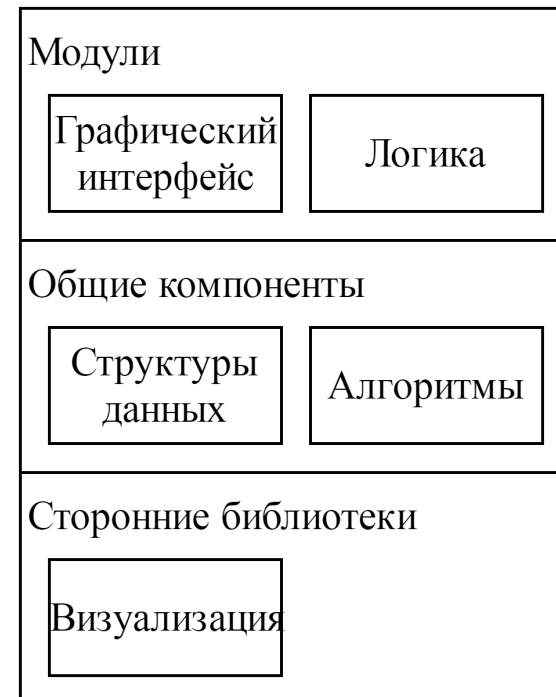 Модули
Графический
интерфейс
Логика
Общие компоненты
Структуры
данных
Алгоритмы
Сторонние библиотеки
Визуализация